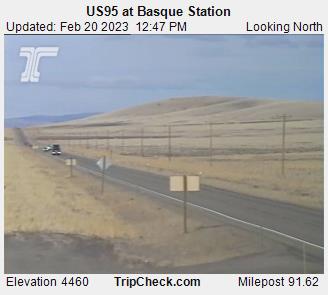 US95 at Basque Station
Updated: Feb 20 2023 12:47 PM Looking North
Elevation 4460 TripCheck.com Milepost 91.62